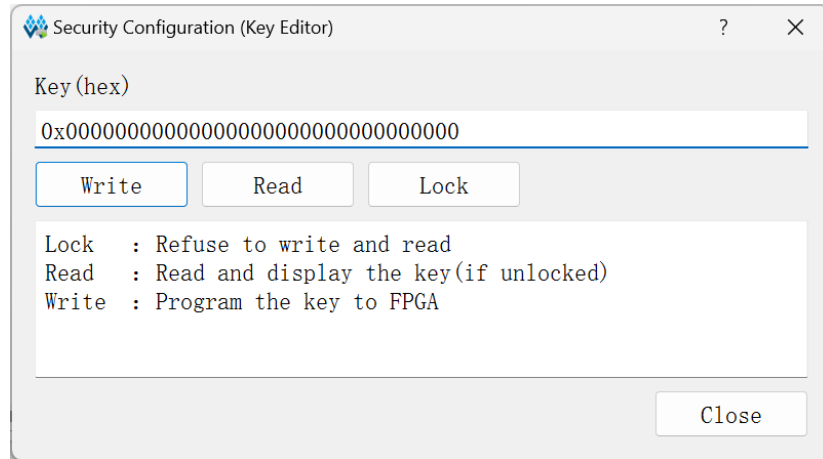 Security Configuration (Key Editor) ? ×
Key(hex)
0x00000000000000000000000000000000
Write Read Lock
Lock : Refuse to write and read
Read : Read and display the key(if unlocked)
Write : Program the key to FPGA
Close